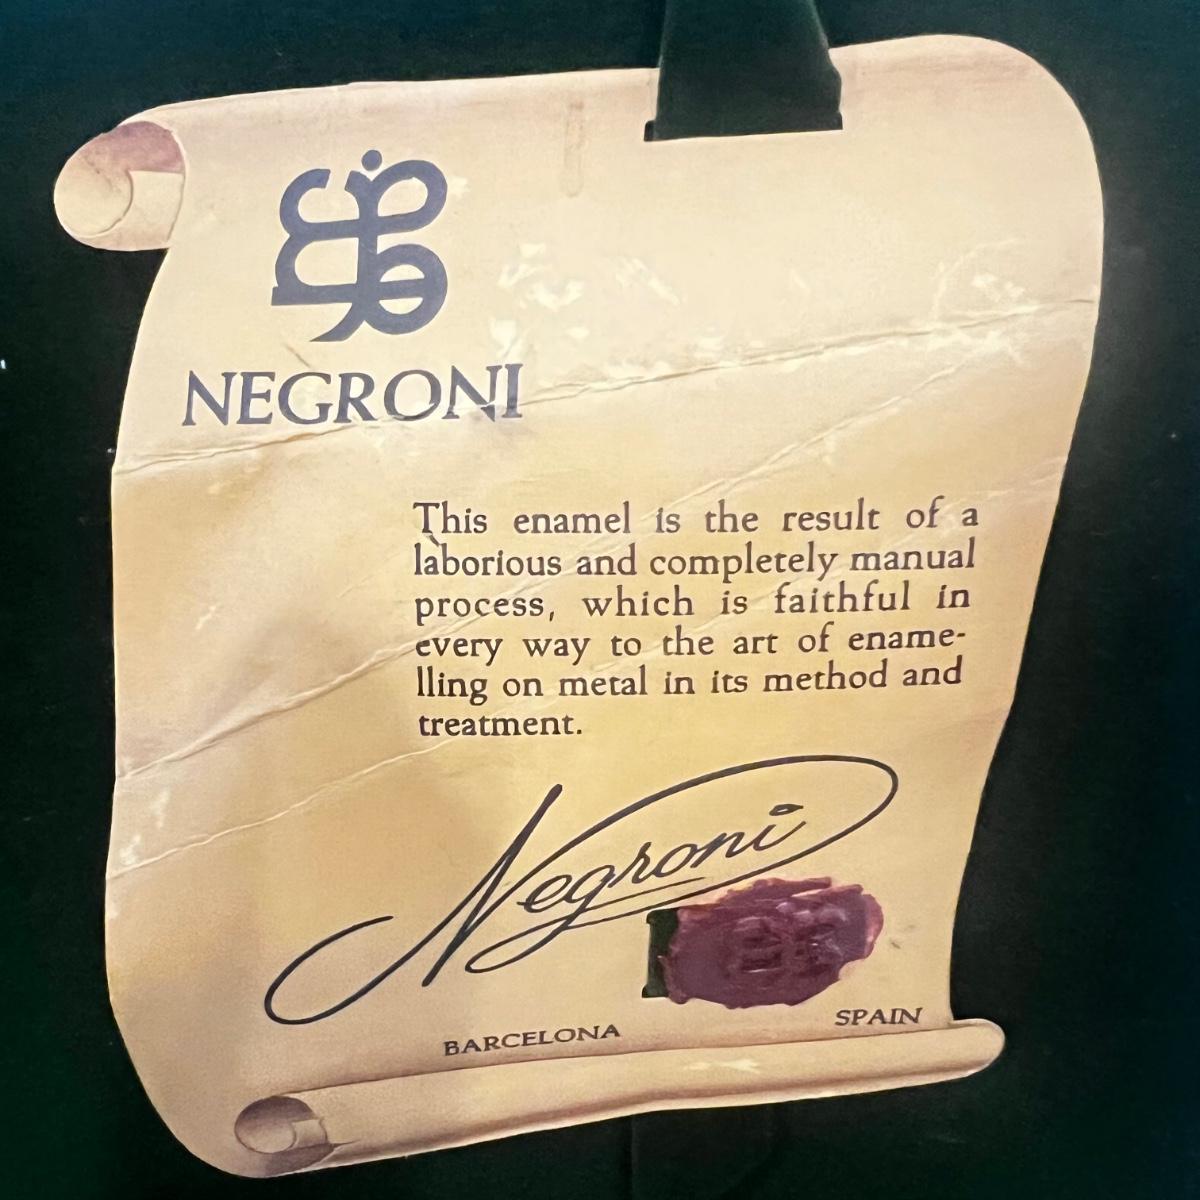 NEGRONI
This enamel is the result of a
laborious and completely manual
process, which is faithful in
every way to the art of ename-
lling on metal in its method and
treatment.
Negroni
BARCELONA SPAIN